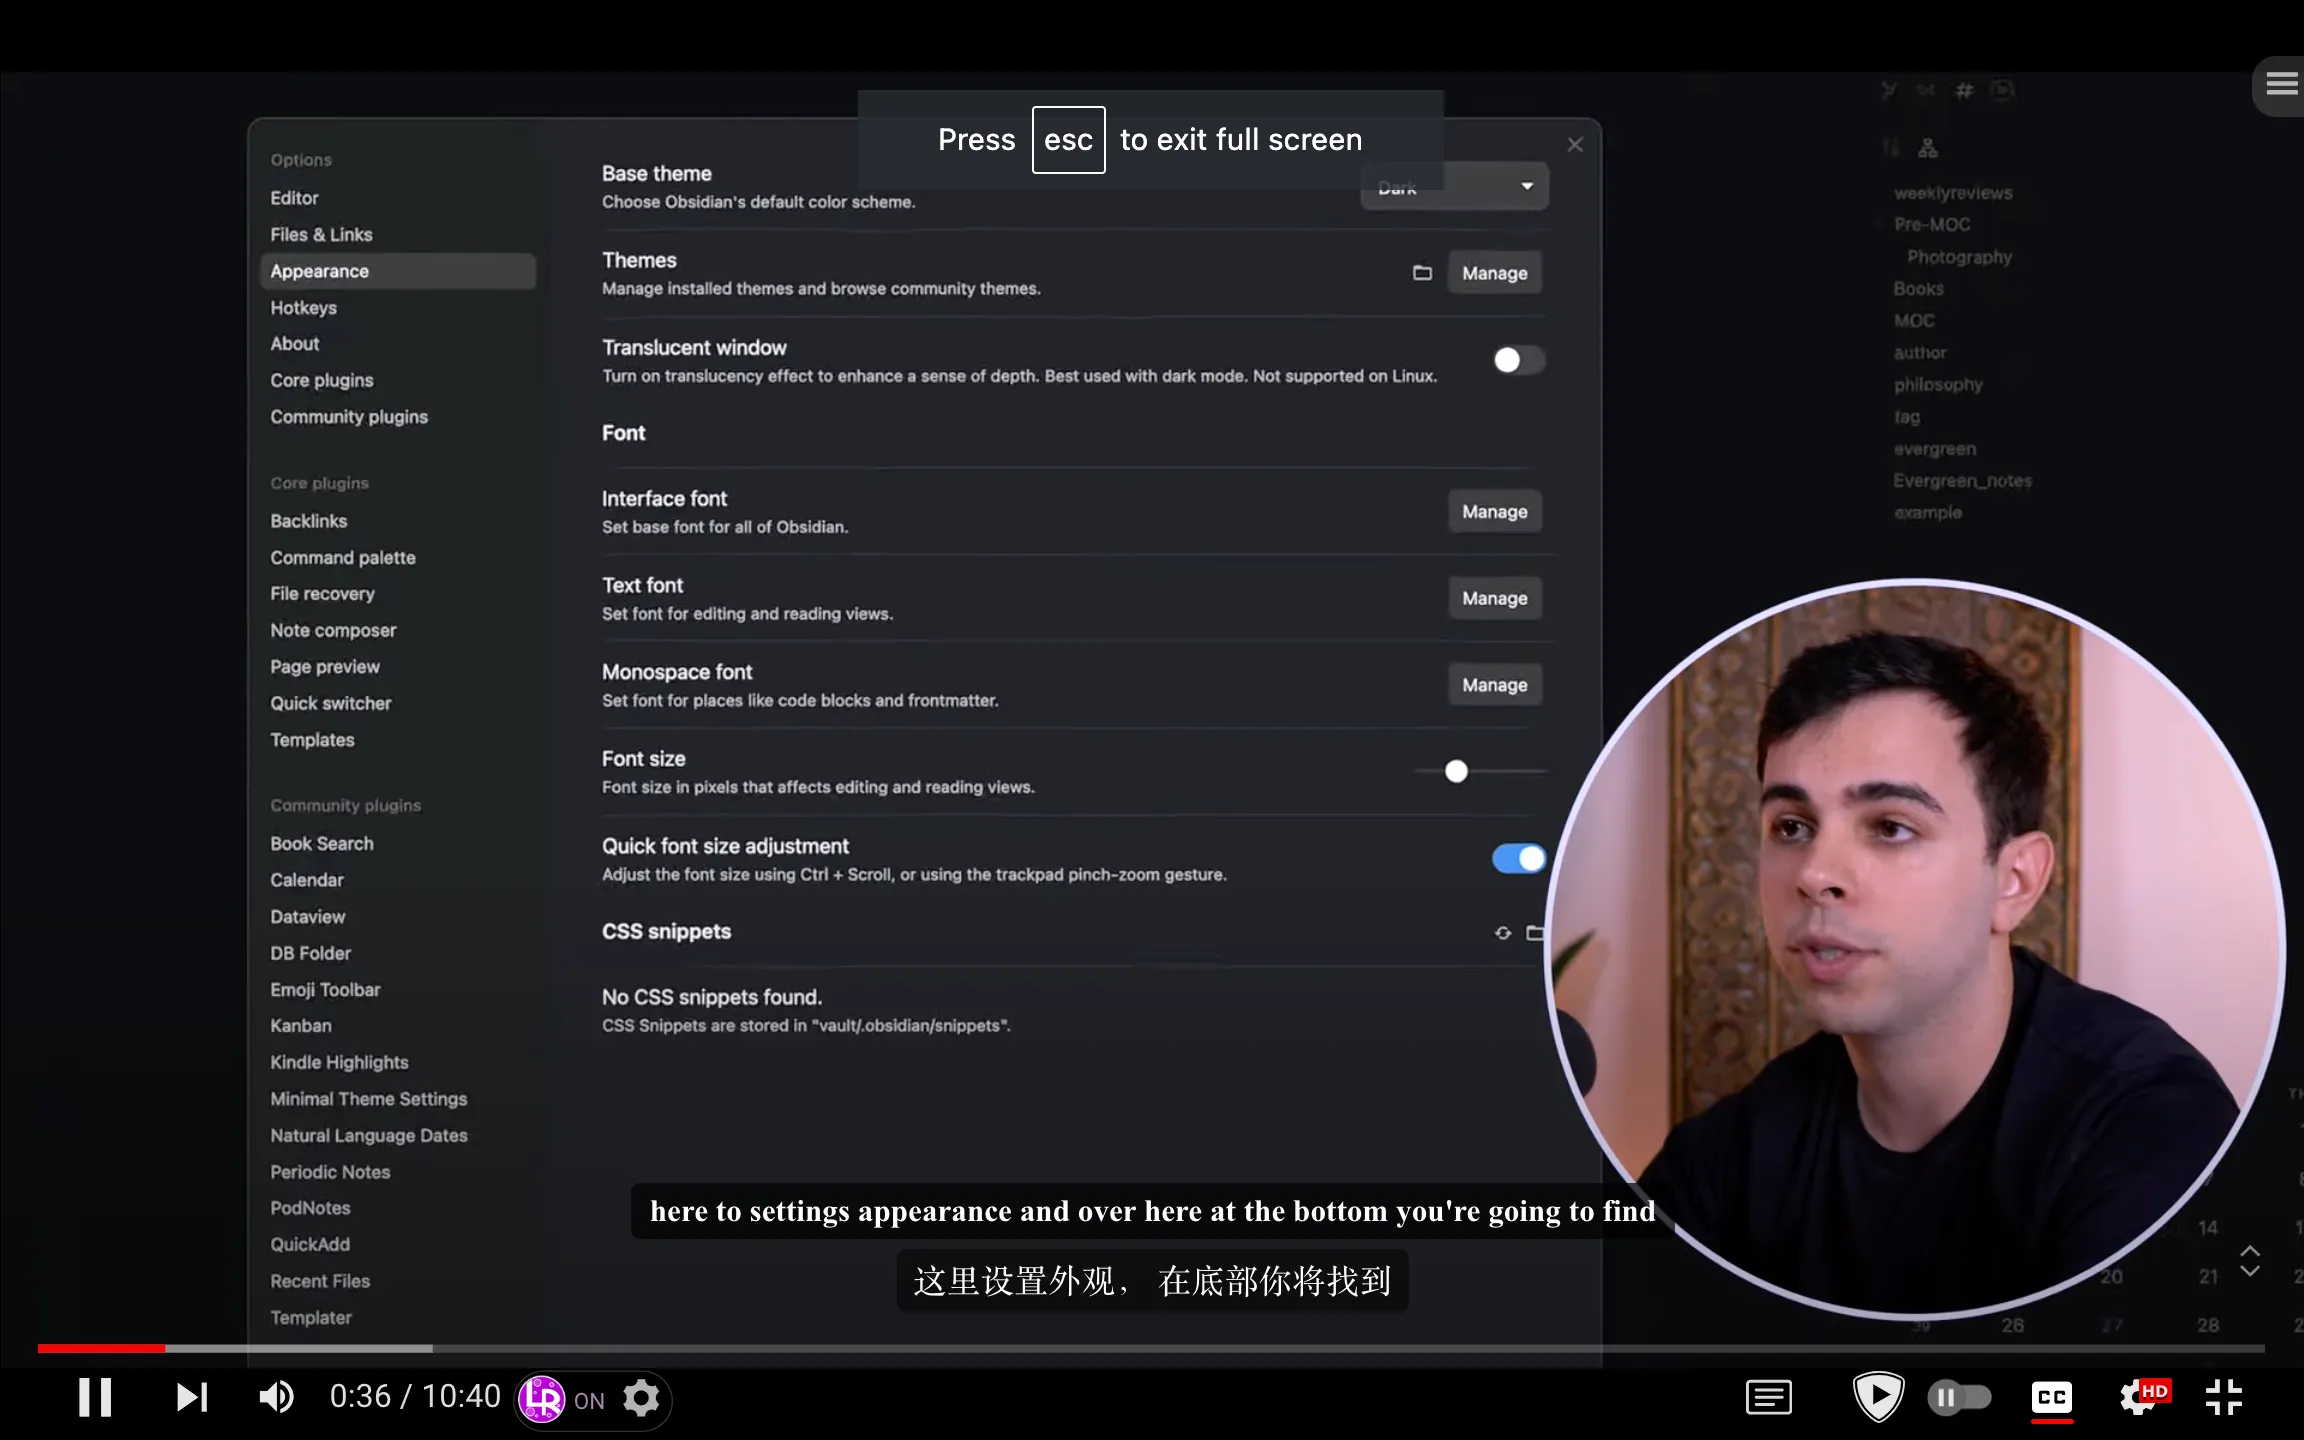 Press esc to exit full screen
Options
Editor
Files & Links
Appearance
Hotkeys
About
Core plugins
Community plugins
Core plugins
Backlinks
Command palette
File recovery
Note composer
Page preview
Quick switcher
Templates
Community plugins
Book Search
Calendar
Dataview
DB Folder
Emoji Toolbar
Kanban
Kindle Highlights
Minimal Theme Settings
Natural Language Dates
Periodic Notes
PodNotes
QuickAdd
Recent Files
Templater
Base theme
Choose Obsidian's default color scheme.
Dark
Themes
Manage installed themes and browse community themes.
Manage
Translucent window
Turn on translucency effect to enhance a sense of depth. Best used with dark mode. Not supported on Linux.
Font
Interface font
Set base font for all of Obsidian.
Manage
Text font
Set font for editing and reading views.
Manage
Monospace font
Set font for places like code blocks and frontmatter.
Manage
Font size
Font size in pixels that affects editing and reading views.
Quick font size adjustment
Adjust the font size using Ctrl + Scroll, or using the trackpad pinch-zoom gesture.
CSS snippets
No CSS snippets found.
CSS Snippets are stored in "vault/.obsidian/snippets".
weeklyreviews
Pre-MOC
Photography
Books
MOC
author
philosophy
tag
evergreen
Evergreen_notes
example
14
20 21
26 27 28
here to settings appearance and over here at the bottom you're going to find
这里设置外观， 在底部你将找到
0:36 / 10:40
LR ON
CC
HD